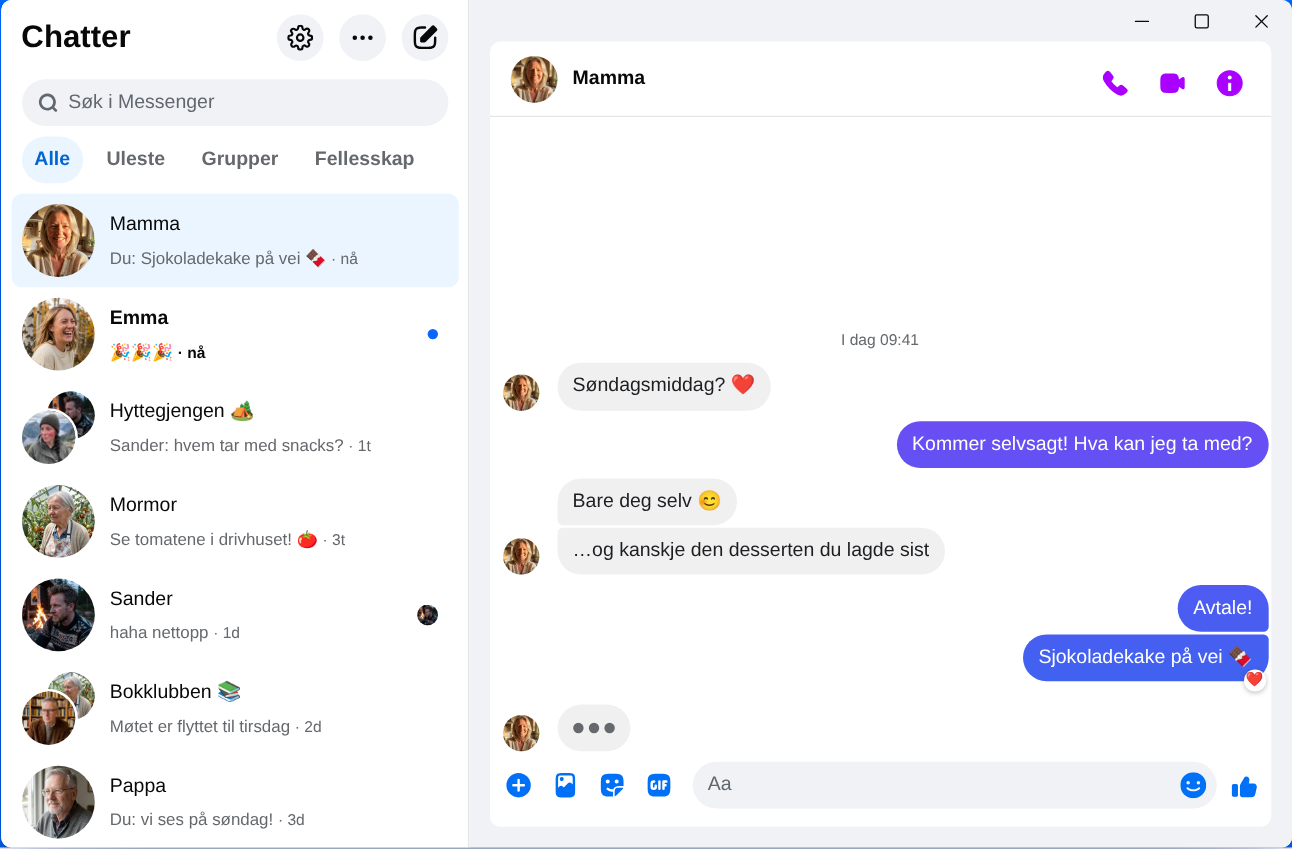 Chatter
Søk i Messenger
Alle
Uleste
Grupper
Fellesskap
Mamma
Du: Sjokoladekake på vei 🍫 · nå
Emma
🎉🎉🎉 · nå
Hyttegjengen 🏕️
Sander: hvem tar med snacks? · 1t
Mormor
Se tomatene i drivhuset! 🍅 · 3t
Sander
haha nettopp · 1d
Bokklubben 📚
Møtet er flyttet til tirsdag · 2d
Pappa
Du: vi ses på søndag! · 3d
Mamma
I dag 09:41
Søndagsmiddag? ❤️
Kommer selvsagt! Hva kan jeg ta med?
Bare deg selv 😊
…og kanskje den desserten du lagde sist
Avtale!
Sjokoladekake på vei 🍫
❤️
GIF
Aa